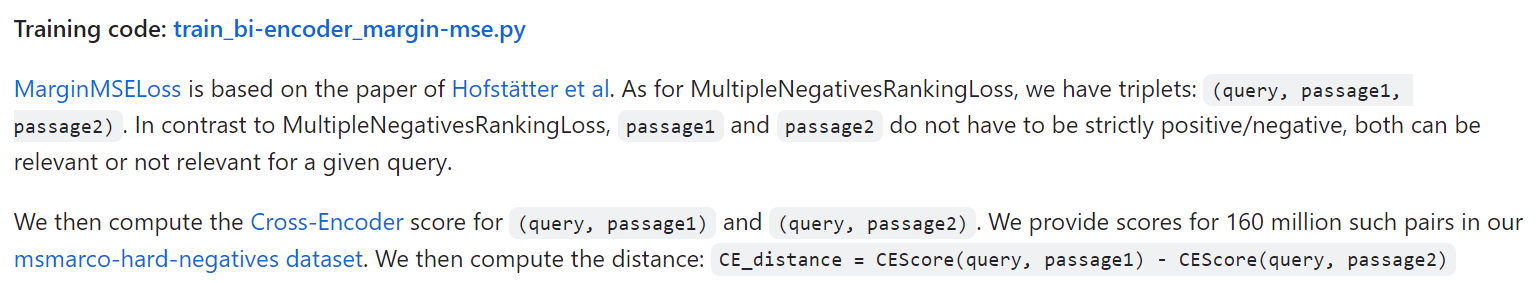 Training code: train_bi-encoder_margin-mse.py
MarginMSELoss is based on the paper of Hofstätter et al. As for MultipleNegativesRankingLoss, we have triplets: (query, passage1,
passage2). In contrast to MultipleNegativesRankingLoss, passage1 and passage2 do not have to be strictly positive/negative, both can be
relevant or not relevant for a given query.
We then compute the Cross-Encoder score for (query, passage1) and (query, passage2). We provide scores for 160 million such pairs in our
msmarco-hard-negatives dataset. We then compute the distance: CE_distance = CEScore(query, passage1) - CEScore(query, passage2)